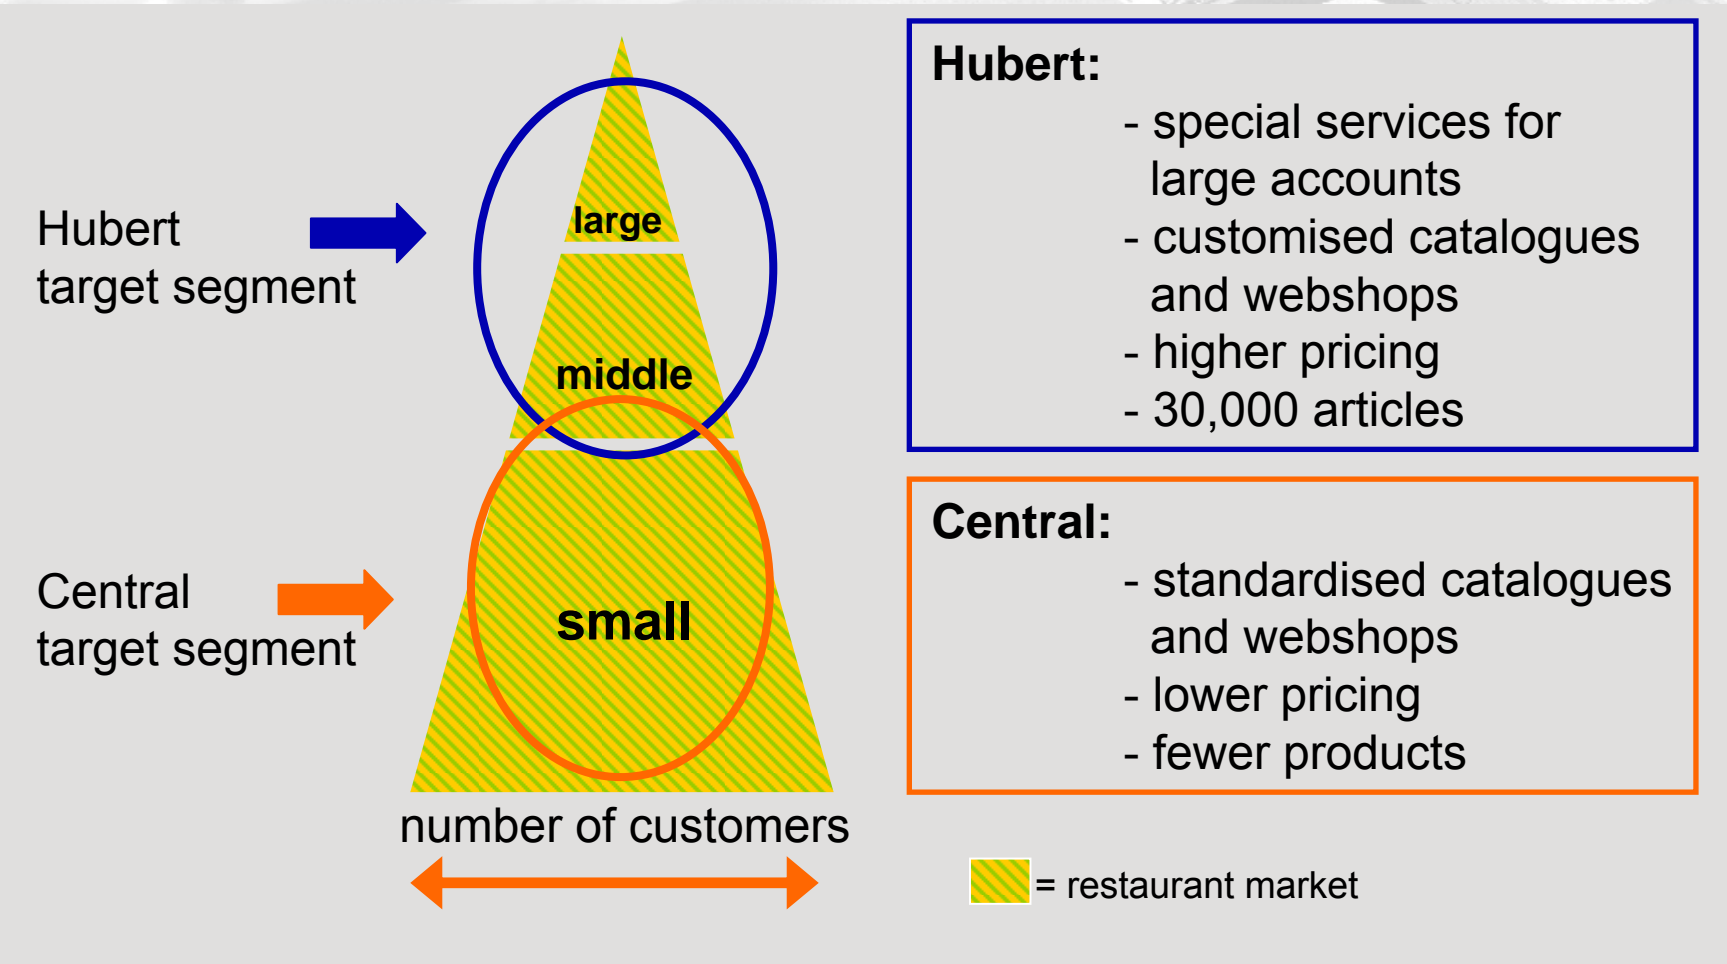 Hubert
target segment
large
middle
Central
target segment
small
number of customers
Hubert:
- special services for
large accounts
- customised catalogues
and webshops
- higher pricing
- 30,000 articles
Central:
- standardised catalogues
and webshops
- lower pricing
- fewer products
= restaurant market